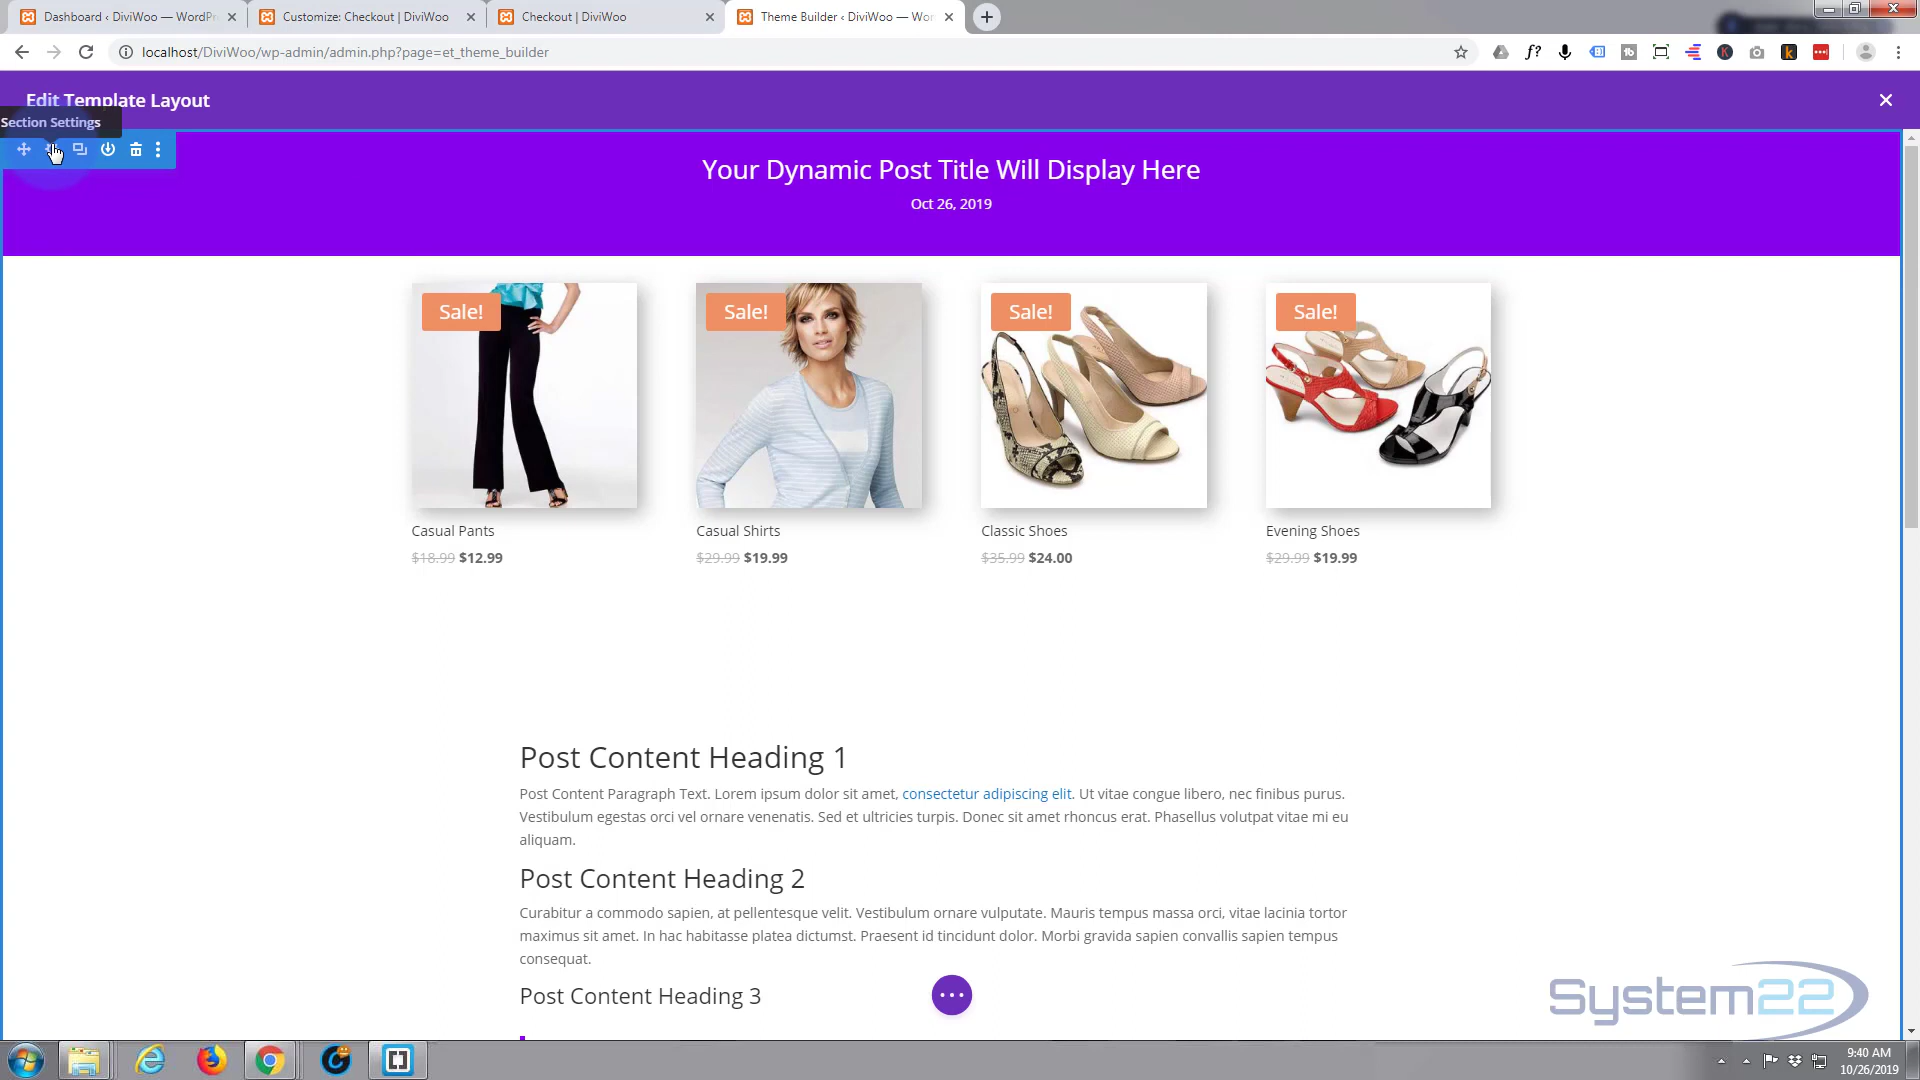 Dashboard ‹ DiviWoo — WordPr
Customize: Checkout | DiviWoo
Checkout | DiviWoo
Theme Builder ‹ DiviWoo — Wor
localhost/DiviWoo/wp-admin/admin.php?page=et_theme_builder
Edit Template Layout
Section Settings
Your Dynamic Post Title Will Display Here
Oct 26, 2019
Sale!
Sale!
Sale!
Sale!
Casual Pants
Casual Shirts
Classic Shoes
Evening Shoes
$18.99 $12.99
$29.99 $19.99
$35.99 $24.00
$29.99 $19.99
Post Content Heading 1
Post Content Paragraph Text. Lorem ipsum dolor sit amet, consectetur adipiscing elit. Ut vitae congue libero, nec finibus purus.
Vestibulum egestas orci vel ornare venenatis. Sed et ultricies turpis. Donec sit amet rhoncus erat. Phasellus volutpat vitae mi eu
aliquam.
Post Content Heading 2
Curabitur a commodo sapien, at pellentesque velit. Vestibulum ornare vulputate. Mauris tempus massa orci, vitae lacinia tortor
maximus sit amet. In hac habitasse platea dictumst. Praesent id tincidunt dolor. Morbi gravida sapien convallis sapien tempus
consequat.
Post Content Heading 3
System22
9:40 AM
10/26/2019